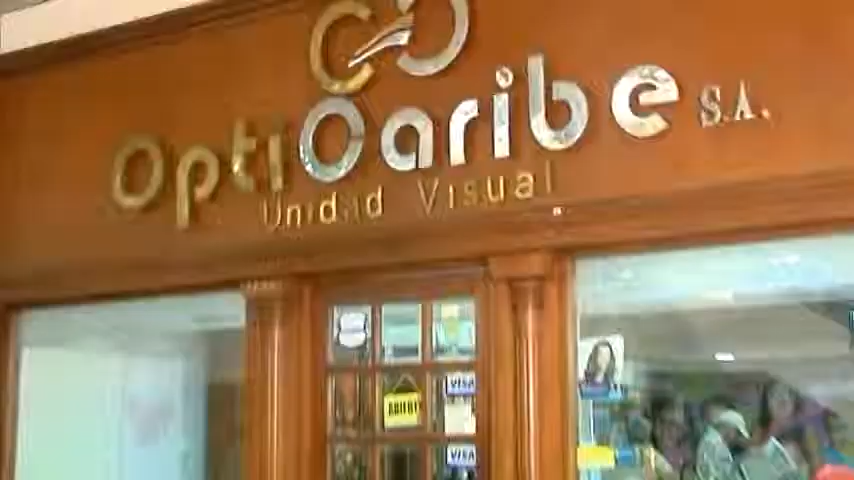 OptiCaribe S.A.
Unidad Visual
VISA
ABIERTO
VISA